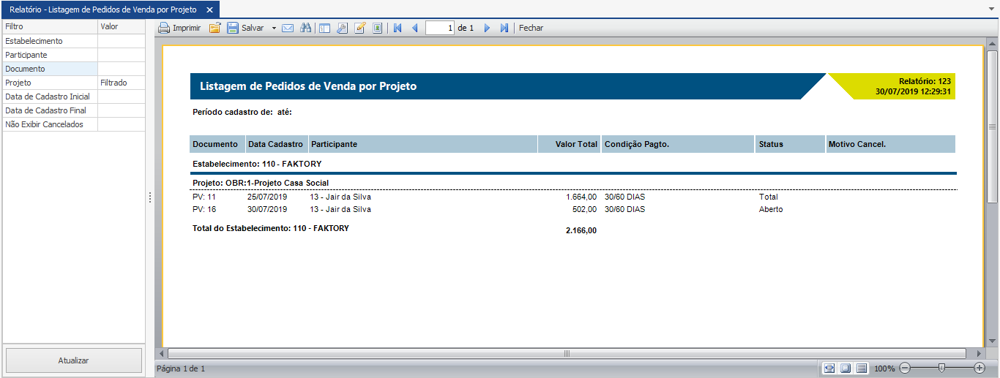 Relatório - Listagem de Pedidos de Venda por Projeto
Filtro Valor
Estabelecimento
Participante
Documento
Projeto Filtrado
Data de Cadastro Inicial
Data de Cadastro Final
Não Exibir Cancelados
Atualizar
Imprimir Salvar 1 de 1 Fechar
Listagem de Pedidos de Venda por Projeto
Relatório: 123
30/07/2019 12:29:31
Período cadastro de: até:
Documento Data Cadastro Participante Valor Total Condição Pagto. Status Motivo Cancel.
Estabelecimento: 110 - FAKTORY
Projeto: OBR:1-Projeto Casa Social
PV: 11 25/07/2019 13 - Jair da Silva 1.664,00 30/60 DIAS Total
PV: 16 30/07/2019 13 - Jair da Silva 502,00 30/60 DIAS Aberto
Total do Estabelecimento: 110 - FAKTORY 2.166,00
Página 1 de 1 100%